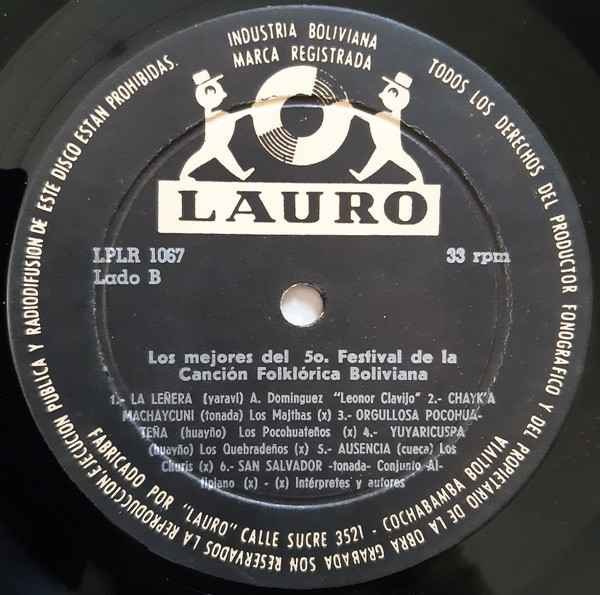 INDUSTRIA BOLIVIANA
MARCA REGISTRADA
LAURO
LPLR 1067
33 rpm
Lado B
Los mejores del 5o. Festival de la
Canción Folklórica Boliviana
1.- LA LEÑERA (yaraví) A. Dominguez "Leonor Clavijo" 2.- CHAYK'A
MACHAYCUNI (tonada) Los Majthas (x) 3.- ORGULLOSA POCOHUA-
TEÑA (huayño) Los Pocohuateños (x) 4.- YUYARICUSPA
(huayño) Los Quebradeños (x) 5.- AUSENCIA (cueca) Los
Churis (x) 6.- SAN SALVADOR -tonada- Conjunto Al-
tiplano (x) - (x) Intérpretes y autores
FABRICADO POR "LAURO" CALLE SUCRE 3521 - COCHABAMBA BOLIVIA
TODOS LOS DERECHOS DEL PRODUCTOR FONOGRAFICO Y DEL PROPIETARIO DE LA OBRA GRABADA SON RESERVADOS LA REPRODUCCION EJECUCION PUBLICA Y RADIODIFUSION DE ESTE DISCO ESTAN PROHIBIDAS.